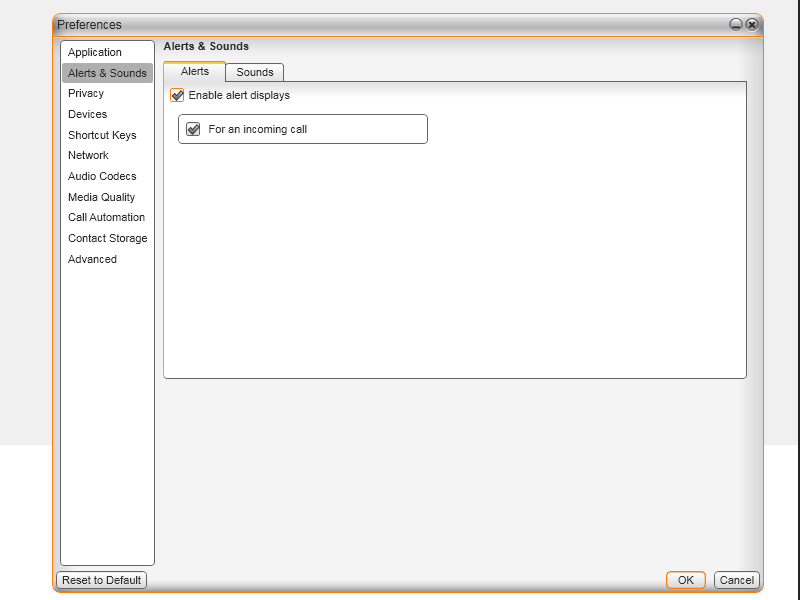 Preferences
Application
Alerts & Sounds
Privacy
Devices
Shortcut Keys
Network
Audio Codecs
Media Quality
Call Automation
Contact Storage
Advanced
Alerts & Sounds
Alerts
Sounds
Enable alert displays
For an incoming call
Reset to Default
OK
Cancel